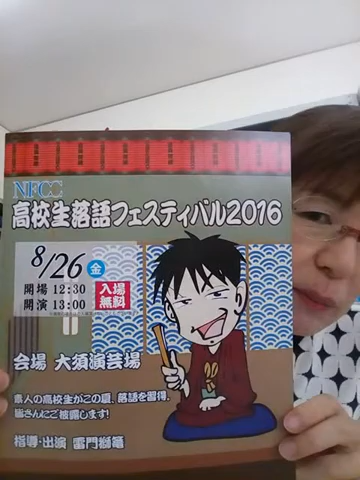 NFCC
高校生落語フェスティバル2016
8/26 金
開場 12:30
開演 13:00
入場
無料
会場 大須演芸場
素人の高校生がこの夏、落語を習得。
皆さんにご披露します!
指導・出演 雷門獅篭